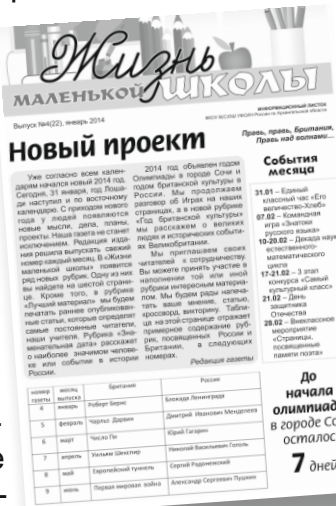 Жизнь
МАЛЕНЬКОЙ ШКОЛЫ
Выпуск №4(22), январь 2014
ИНФОРМАЦИОННЫЙ ЛИСТОК
Новый проект
Правь, правь, Британия,
Правь над волнами...
Уже согласно всем кален-
дарям начался новый 2014 год.
Сегодня, 31 января, год Лоша-
ди наступил и по восточному
календарю. С приходом нового
года у людей появляются
новые мысли, дела, планы,
проекты. Наша газета не станет
исключением. Редакция изда-
ния решила выпускать свежий
номер каждый месяц. В «Жизни
маленькой школы» появится
ряд новых рубрик. Одну из них
вы найдете на шестой страни-
це. Кроме того, в рубрике
«Лучший материал» мы будем
печатать ранее опубликован-
ные статьи, которые определят
самые постоянные читатели,
наши учителя. Рубрика «Зна-
менательная дата» расскажет
о наиболее значимом челове-
ке или событии в истории
России.
2014 год объявлен годом
Олимпиады в городе Сочи и
годом британской культуры в
России. Мы продолжаем
разговор об Играх на наших
страницах, а в новой рубрике
«Год британской культуры»
мы расскажем о великих
людях и исторических событи-
ях Великобритании.
Мы приглашаем своих
читателей к сотрудничеству.
Вы можете принять участие в
наполнении той или иной
рубрики интересным материа-
лом. Мы будем рады напеча-
тать ваше мнение, статью,
кроссворд, викторину. Табли-
ца на этой странице отражает
примерное содержание руб-
рик, посвященных России и
Британии, в следующих
номерах.
Редакция газеты
События
месяца
31.01 – Единый
классный час «Его
величество-Хлеб»
07.02 – Командная
игра «Знатоки
русского языка»
10-20.02 – Декада наук
естественно-
математического
цикла
17-21.02 – 3 этап
конкурса «Самый
культурный класс»
21.02 – День
защитника
Отечества
28.02 – Внеклассное
мероприятие
«Страницы,
посвященные
памяти поэта»
номер газеты месяц выпуска Британия Россия
4 январь Роберт Бернс Блокада Ленинграда
5 февраль Чарльз Дарвин Дмитрий Иванович Менделеев
6 март Число Пи Юрий Гагарин
7 апрель Уильям Шекспир Николай Васильевич Гоголь
8 май Европейский туннель Сергий Радонежский
9 июнь Первая мировая война Александр Сергеевич Пушкин
До
начала
олимпиады
в городе Со
осталось
7 дней